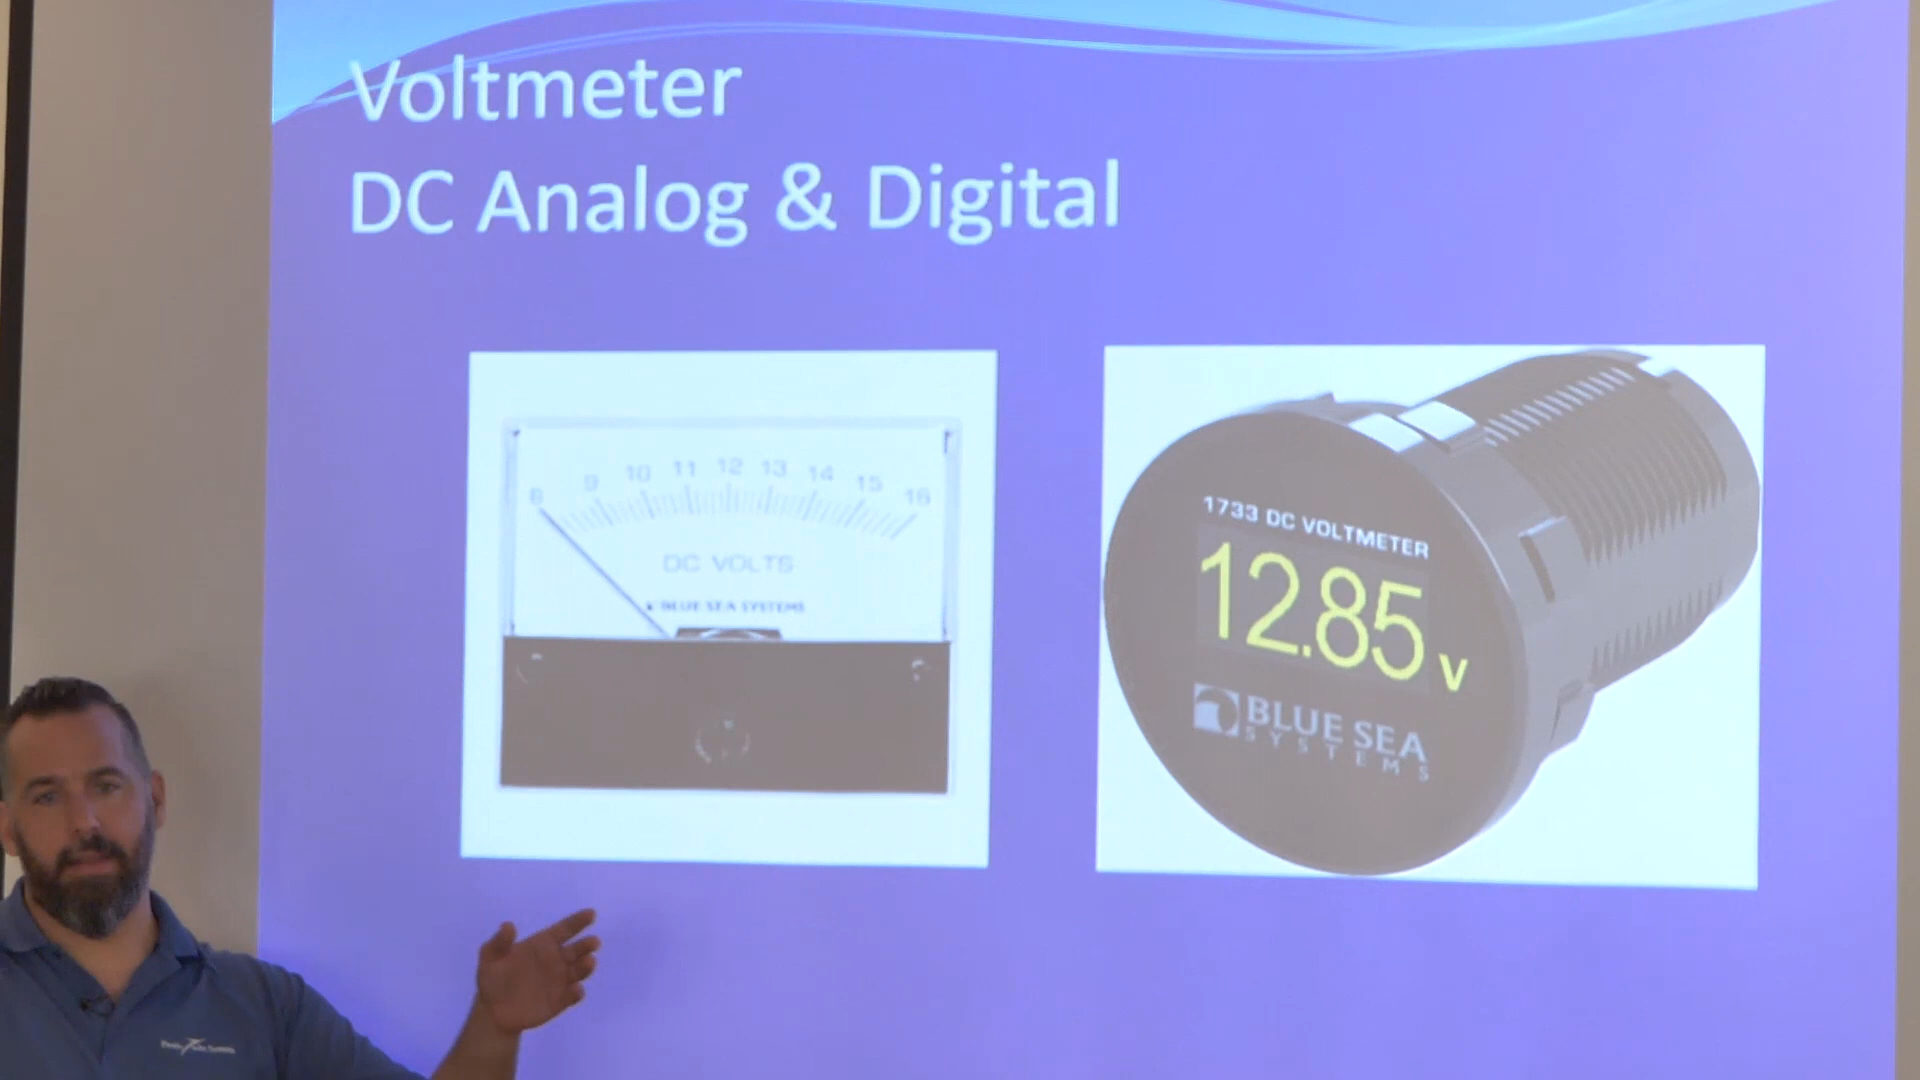 Voltmeter
DC Analog & Digital
8 9 10 11 12 13 14 15 16
DC VOLTS
BLUE SEA SYSTEMS
1733 DC VOLTMETER
12.85 V
BLUE SEA
SYSTEMS